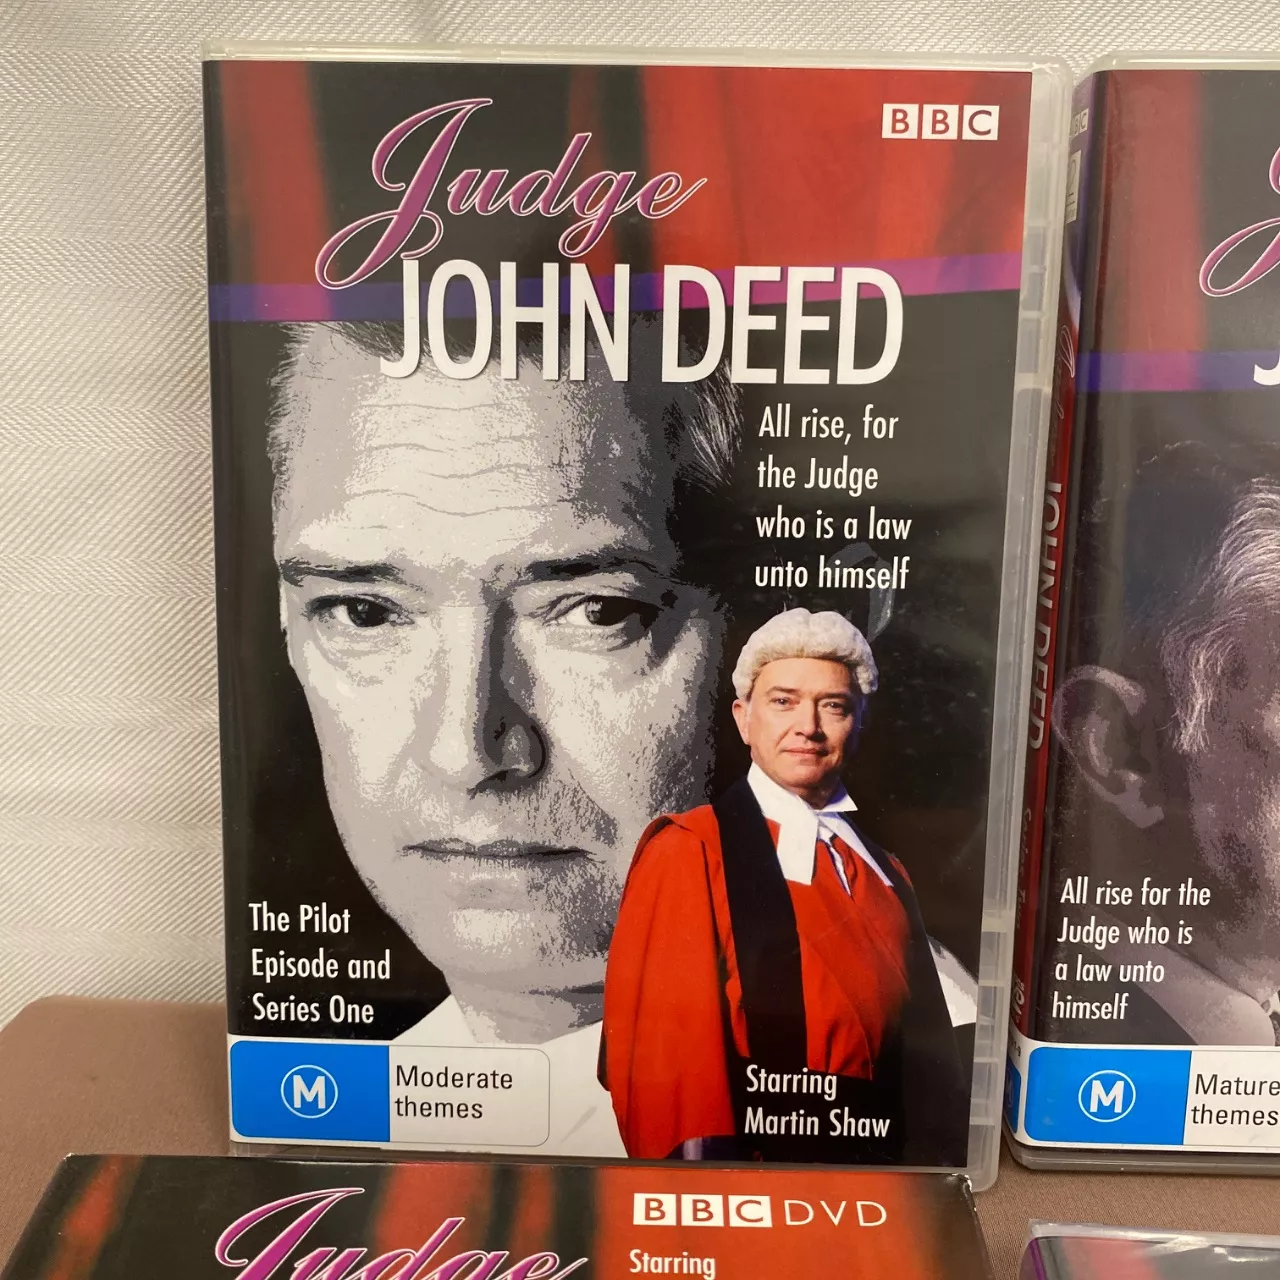 Judge
BBC
JOHN DEED
All rise, for
the Judge
who is a law
unto himself
The Pilot
Episode and
Series One
M
Moderate
themes
Starring
Martin Shaw
JOHN DEED
All rise for the
Judge who is
a law unto
himself
M
Mature
themes
Judge
BBC DVD
Starring